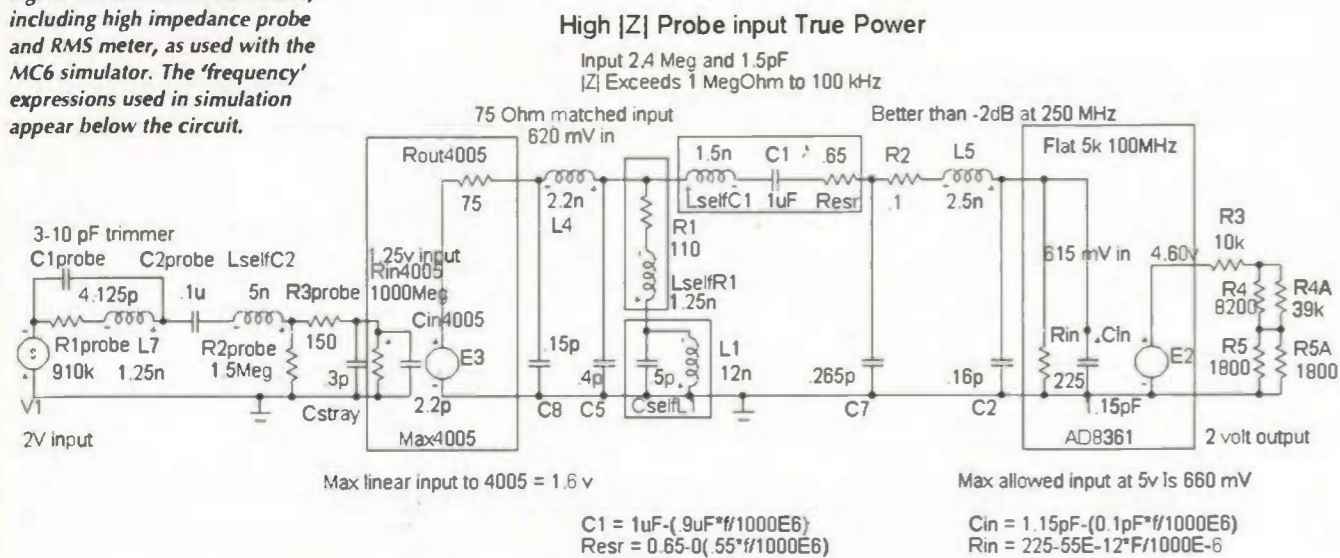 including high impedance probe
and RMS meter, as used with the
MC6 simulator. The 'frequency'
expressions used in simulation
appear below the circuit.
High |Z| Probe input True Power
Input 2.4 Meg and 1.5pF
|Z| Exceeds 1 MegOhm to 100 kHz
75 Ohm matched input
620 mV in
Better than -2dB at 250 MHz
Rout4005
75
2.2n
L4
1.5n
C1
.65
LselfC1
1uF
Resr
R2
.1
L5
2.5n
Flat 5k 100MHz
R1
110
LselfR1
1.25n
3-10 pF trimmer
C1probe
C2probe
LselfC2
4.125p
.1u
5n
R3probe
150
1.25v input
Rin4005
1000Meg
Cin4005
R1probe
910k
L7
1.25n
R2probe
1.5Meg
.3p
Cstray
2.2p
E3
Max4005
V1
2V input
.15p
C8
.4p
C5
.5p
CselfL1
L1
12n
.265p
C7
.16p
C2
615 mV in
4.60v
Rin
225
Cin
1.15pF
E2
AD8361
R3
10k
R4
8200
R4A
39k
R5
1800
R5A
1800
2 volt output
Max linear input to 4005 = 1.6 v
Max allowed input at 5v Is 660 mV
C1 = 1uF-(.9uF*f/1000E6)
Resr = 0.65-0(.55*f/1000E6)
Cin = 1.15pF-(0.1pF*f/1000E6)
Rin = 225-55E-12*F/1000E-6